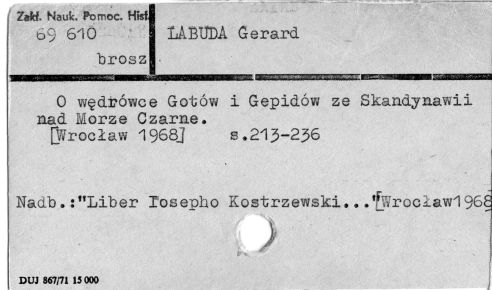 Zakł. Nauk. Pomoc. Hist.
69 610
brosz
ŁABUDA Gerard
O wędrówce Gotów i Gepidów ze Skandynawii
nad Morze Czarne.
[Wrocław 1968] s.213-236
Nadb.:"Liber Iosepho Kostrzewski..."[Wrocław1968
DUJ 867/71 15 000